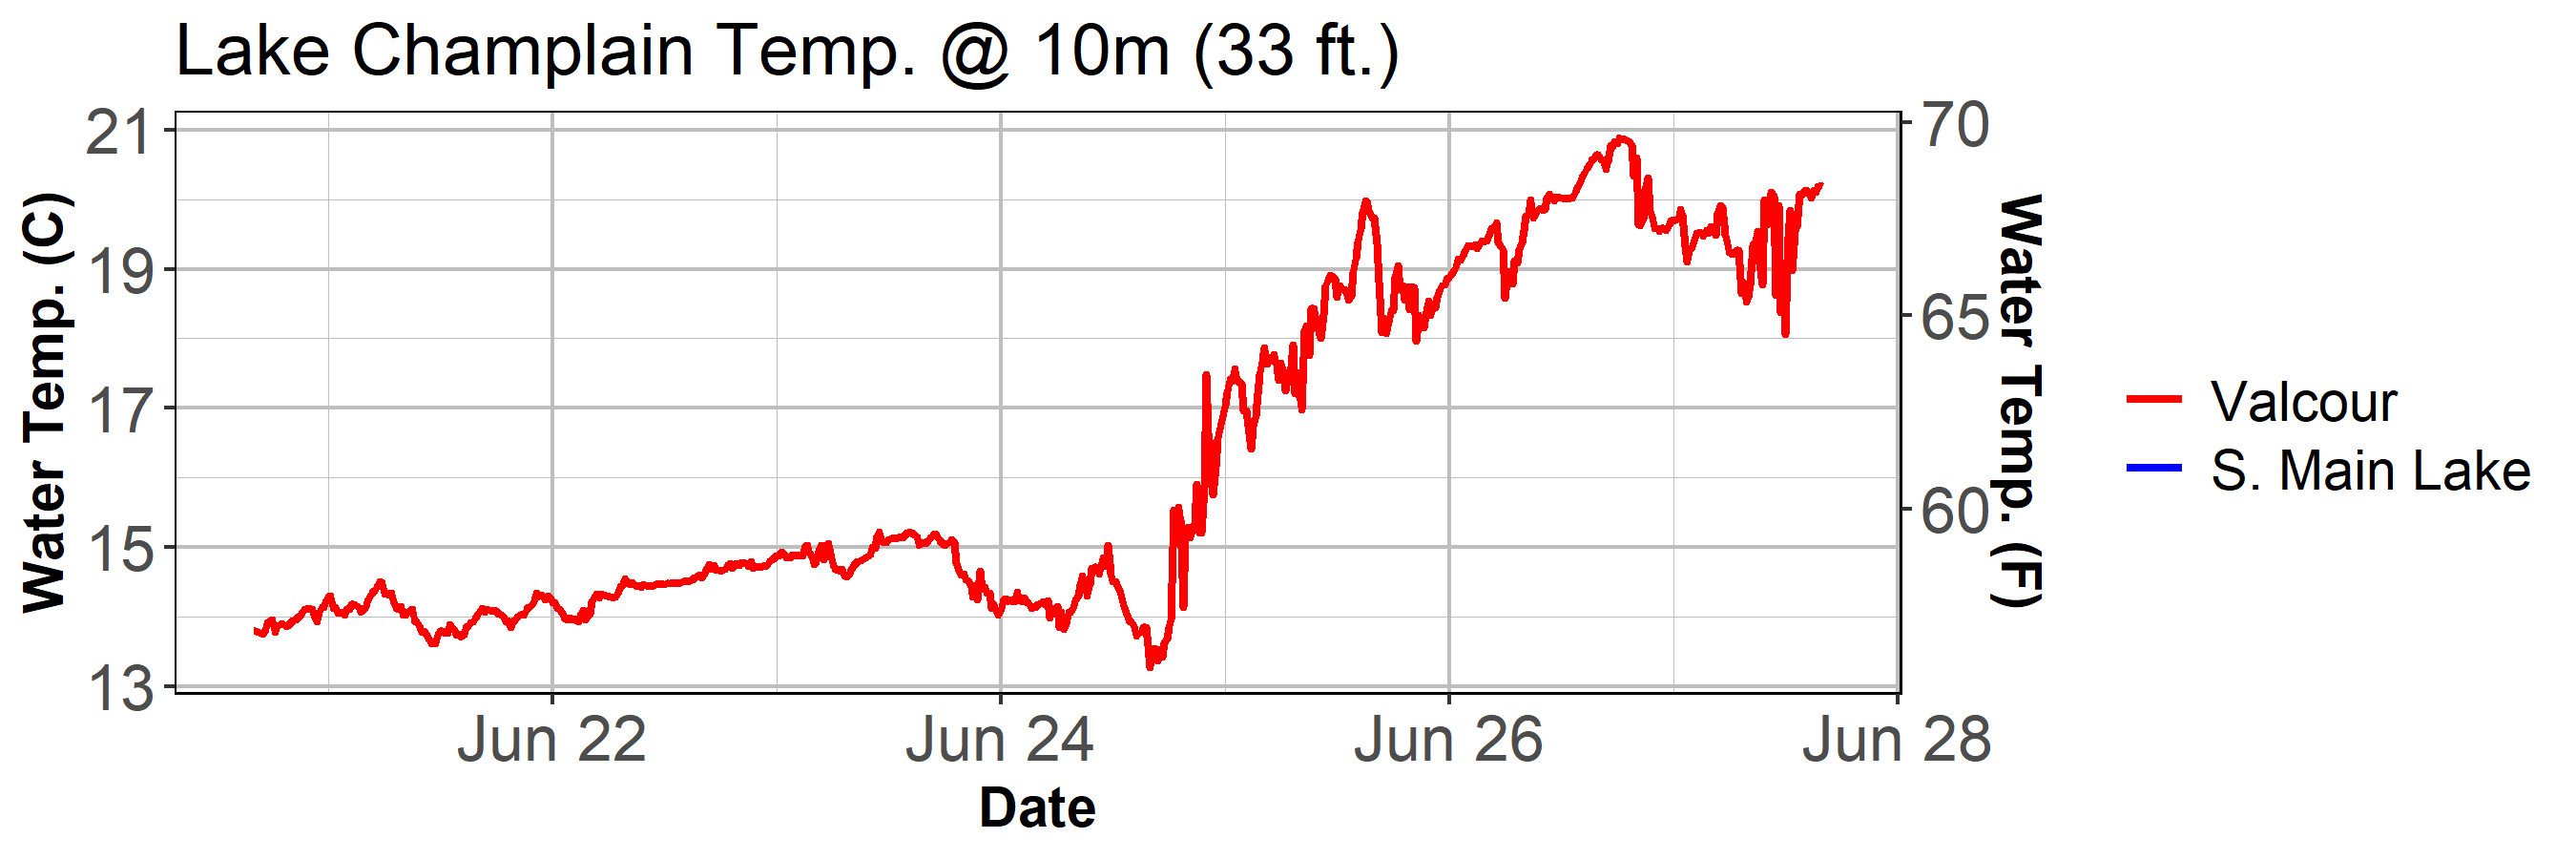 Lake Champlain Temp. @ 10m (33 ft.)
Water Temp. (C)
21
19
17
15
13
70
65
60
Water Temp. (F)
Jun 22
Jun 24
Jun 26
Jun 28
Date
Valcour
S. Main Lake